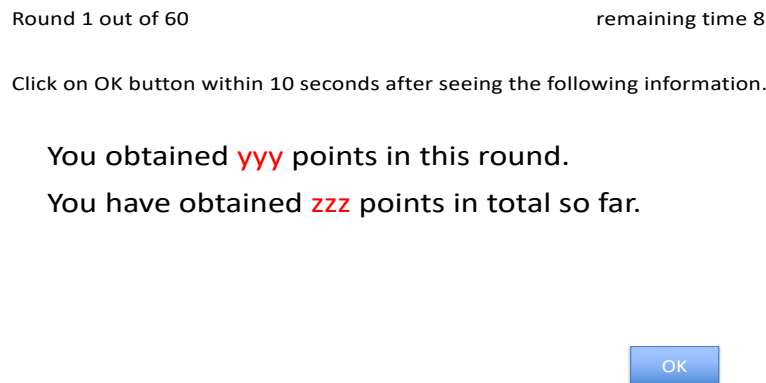 Round 1 out of 60 remaining time 8
Click on OK button within 10 seconds after seeing the following information.
You obtained yyy points in this round.
You have obtained zzz points in total so far.
OK